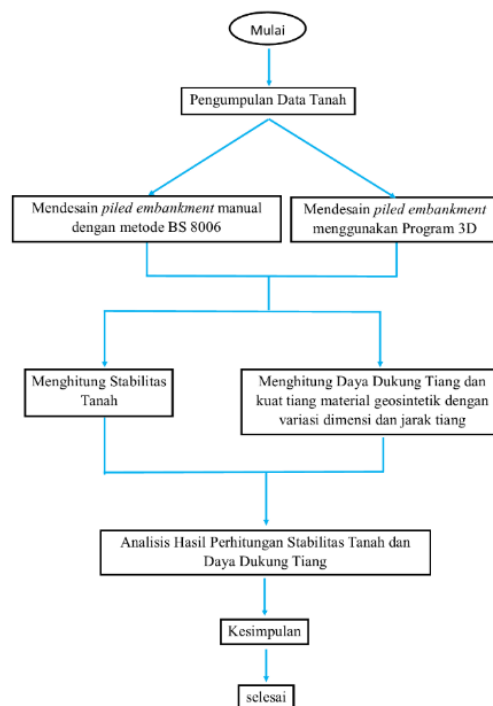 Mulai
Pengumpulan Data Tanah
Mendesain piled embankment manual
dengan metode BS 8006
Mendesain piled embankment
menggunakan Program 3D
Menghitung Stabilitas
Tanah
Menghitung Daya Dukung Tiang dan
kuat tiang material geosintetik dengan
variasi dimensi dan jarak tiang
Analisis Hasil Perhitungan Stabilitas Tanah dan
Daya Dukung Tiang
Kesimpulan
selesai